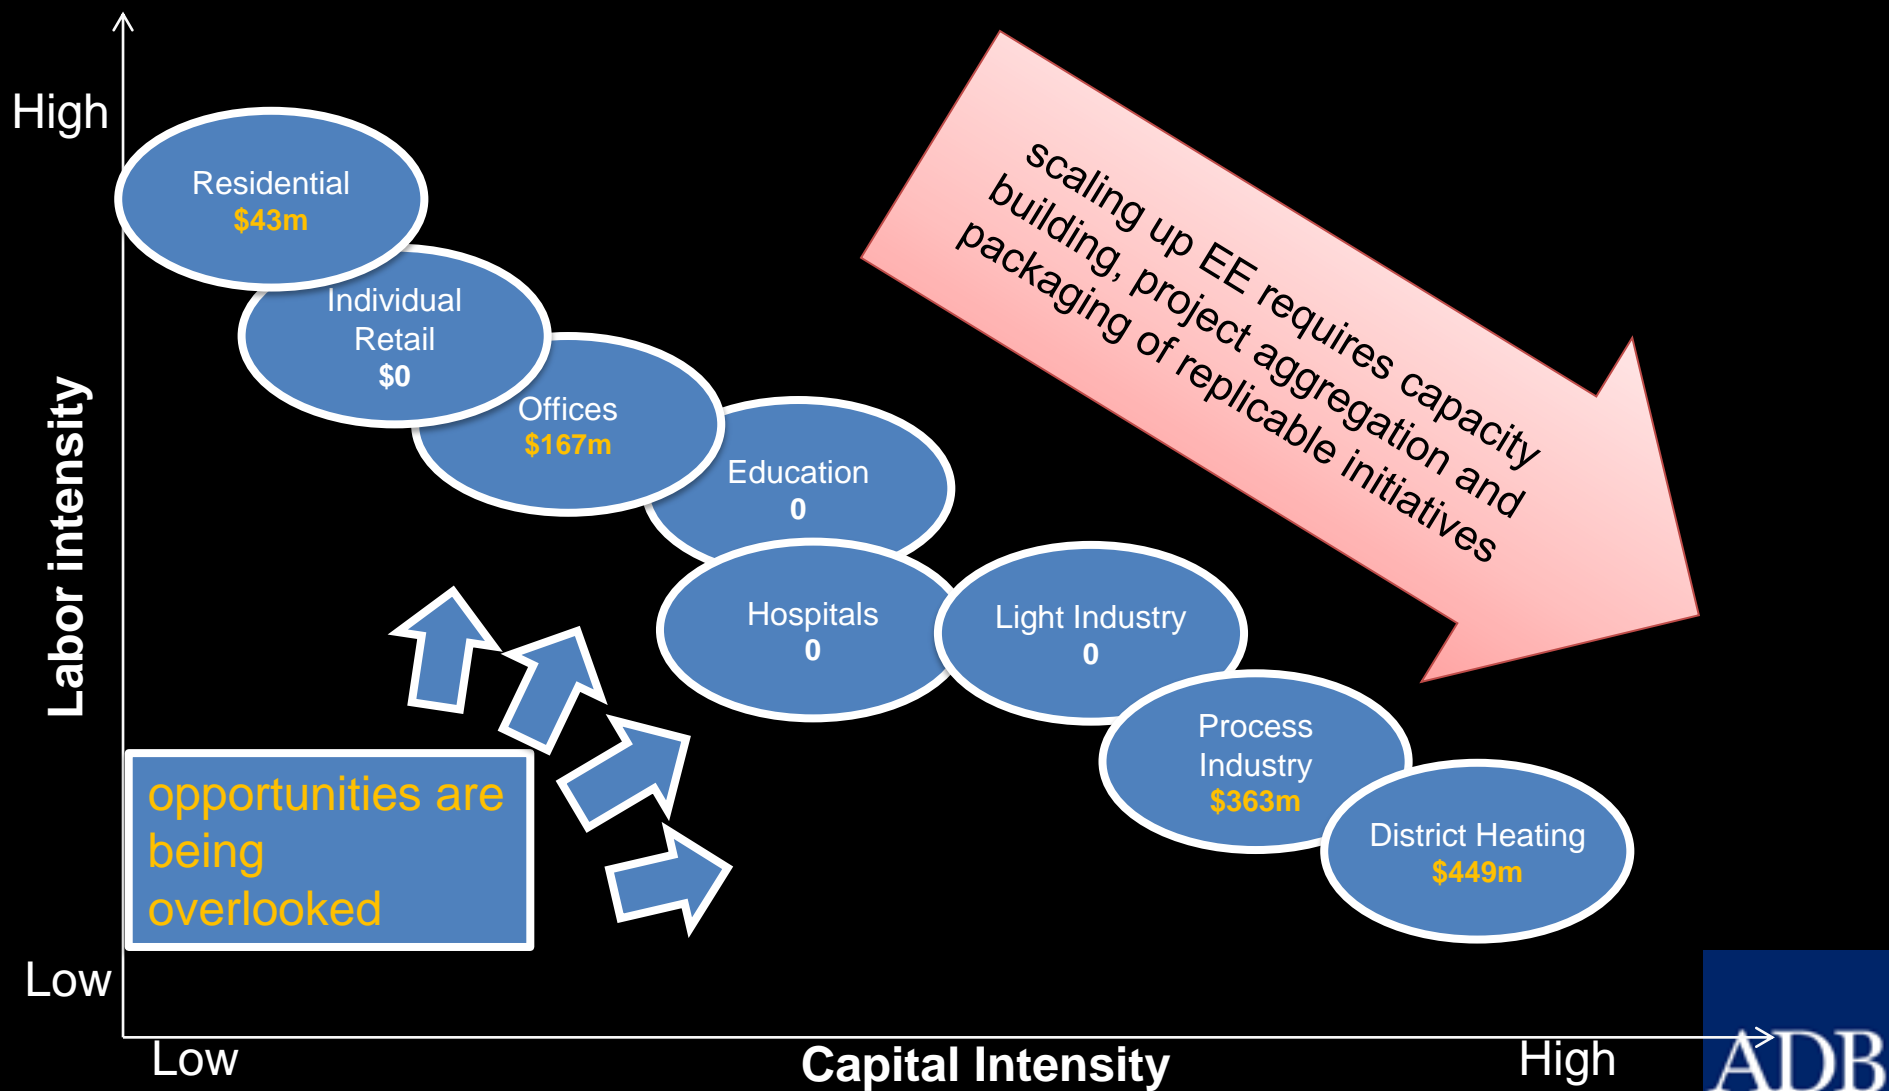 High
Residential
$43m
Individual
Retail
$0
Offices
$167m
Education
0
Hospitals
0
Light Industry
0
Process
Industry
$363m
District Heating
$449m
scaling up EE requires capacity
building, project aggregation and
packaging of replicable initiatives
Labor intensity
opportunities are
being
overlooked
Low
Low
Capital Intensity
High
ADB